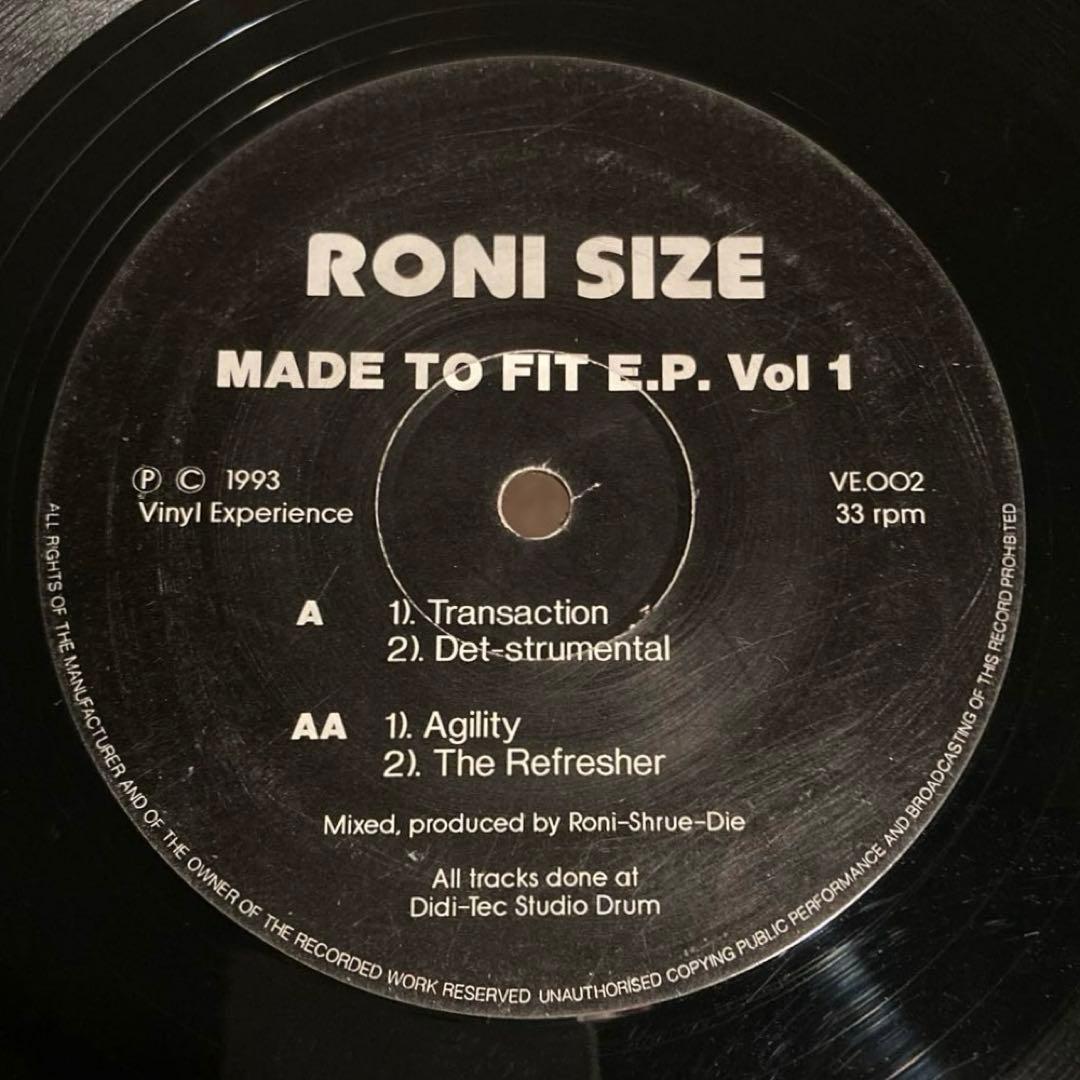 RONI SIZE
MADE TO FIT E.P. Vol 1
Ⓟ © 1993
Vinyl Experience
VE.002
33 rpm
A 1). Transaction
2). Det-strumental
AA 1). Agility
2). The Refresher
Mixed, produced by Roni-Shrue-Die
All tracks done at
Didi-Tec Studio Drum
ALL RIGHTS OF THE MANUFACTURER AND OF THE OWNER OF THE RECORDED WORK RESERVED UNAUTHORISED COPYING PUBLIC PERFORMANCE AND BROADCASTING OF THIS RECORD PROHBITED